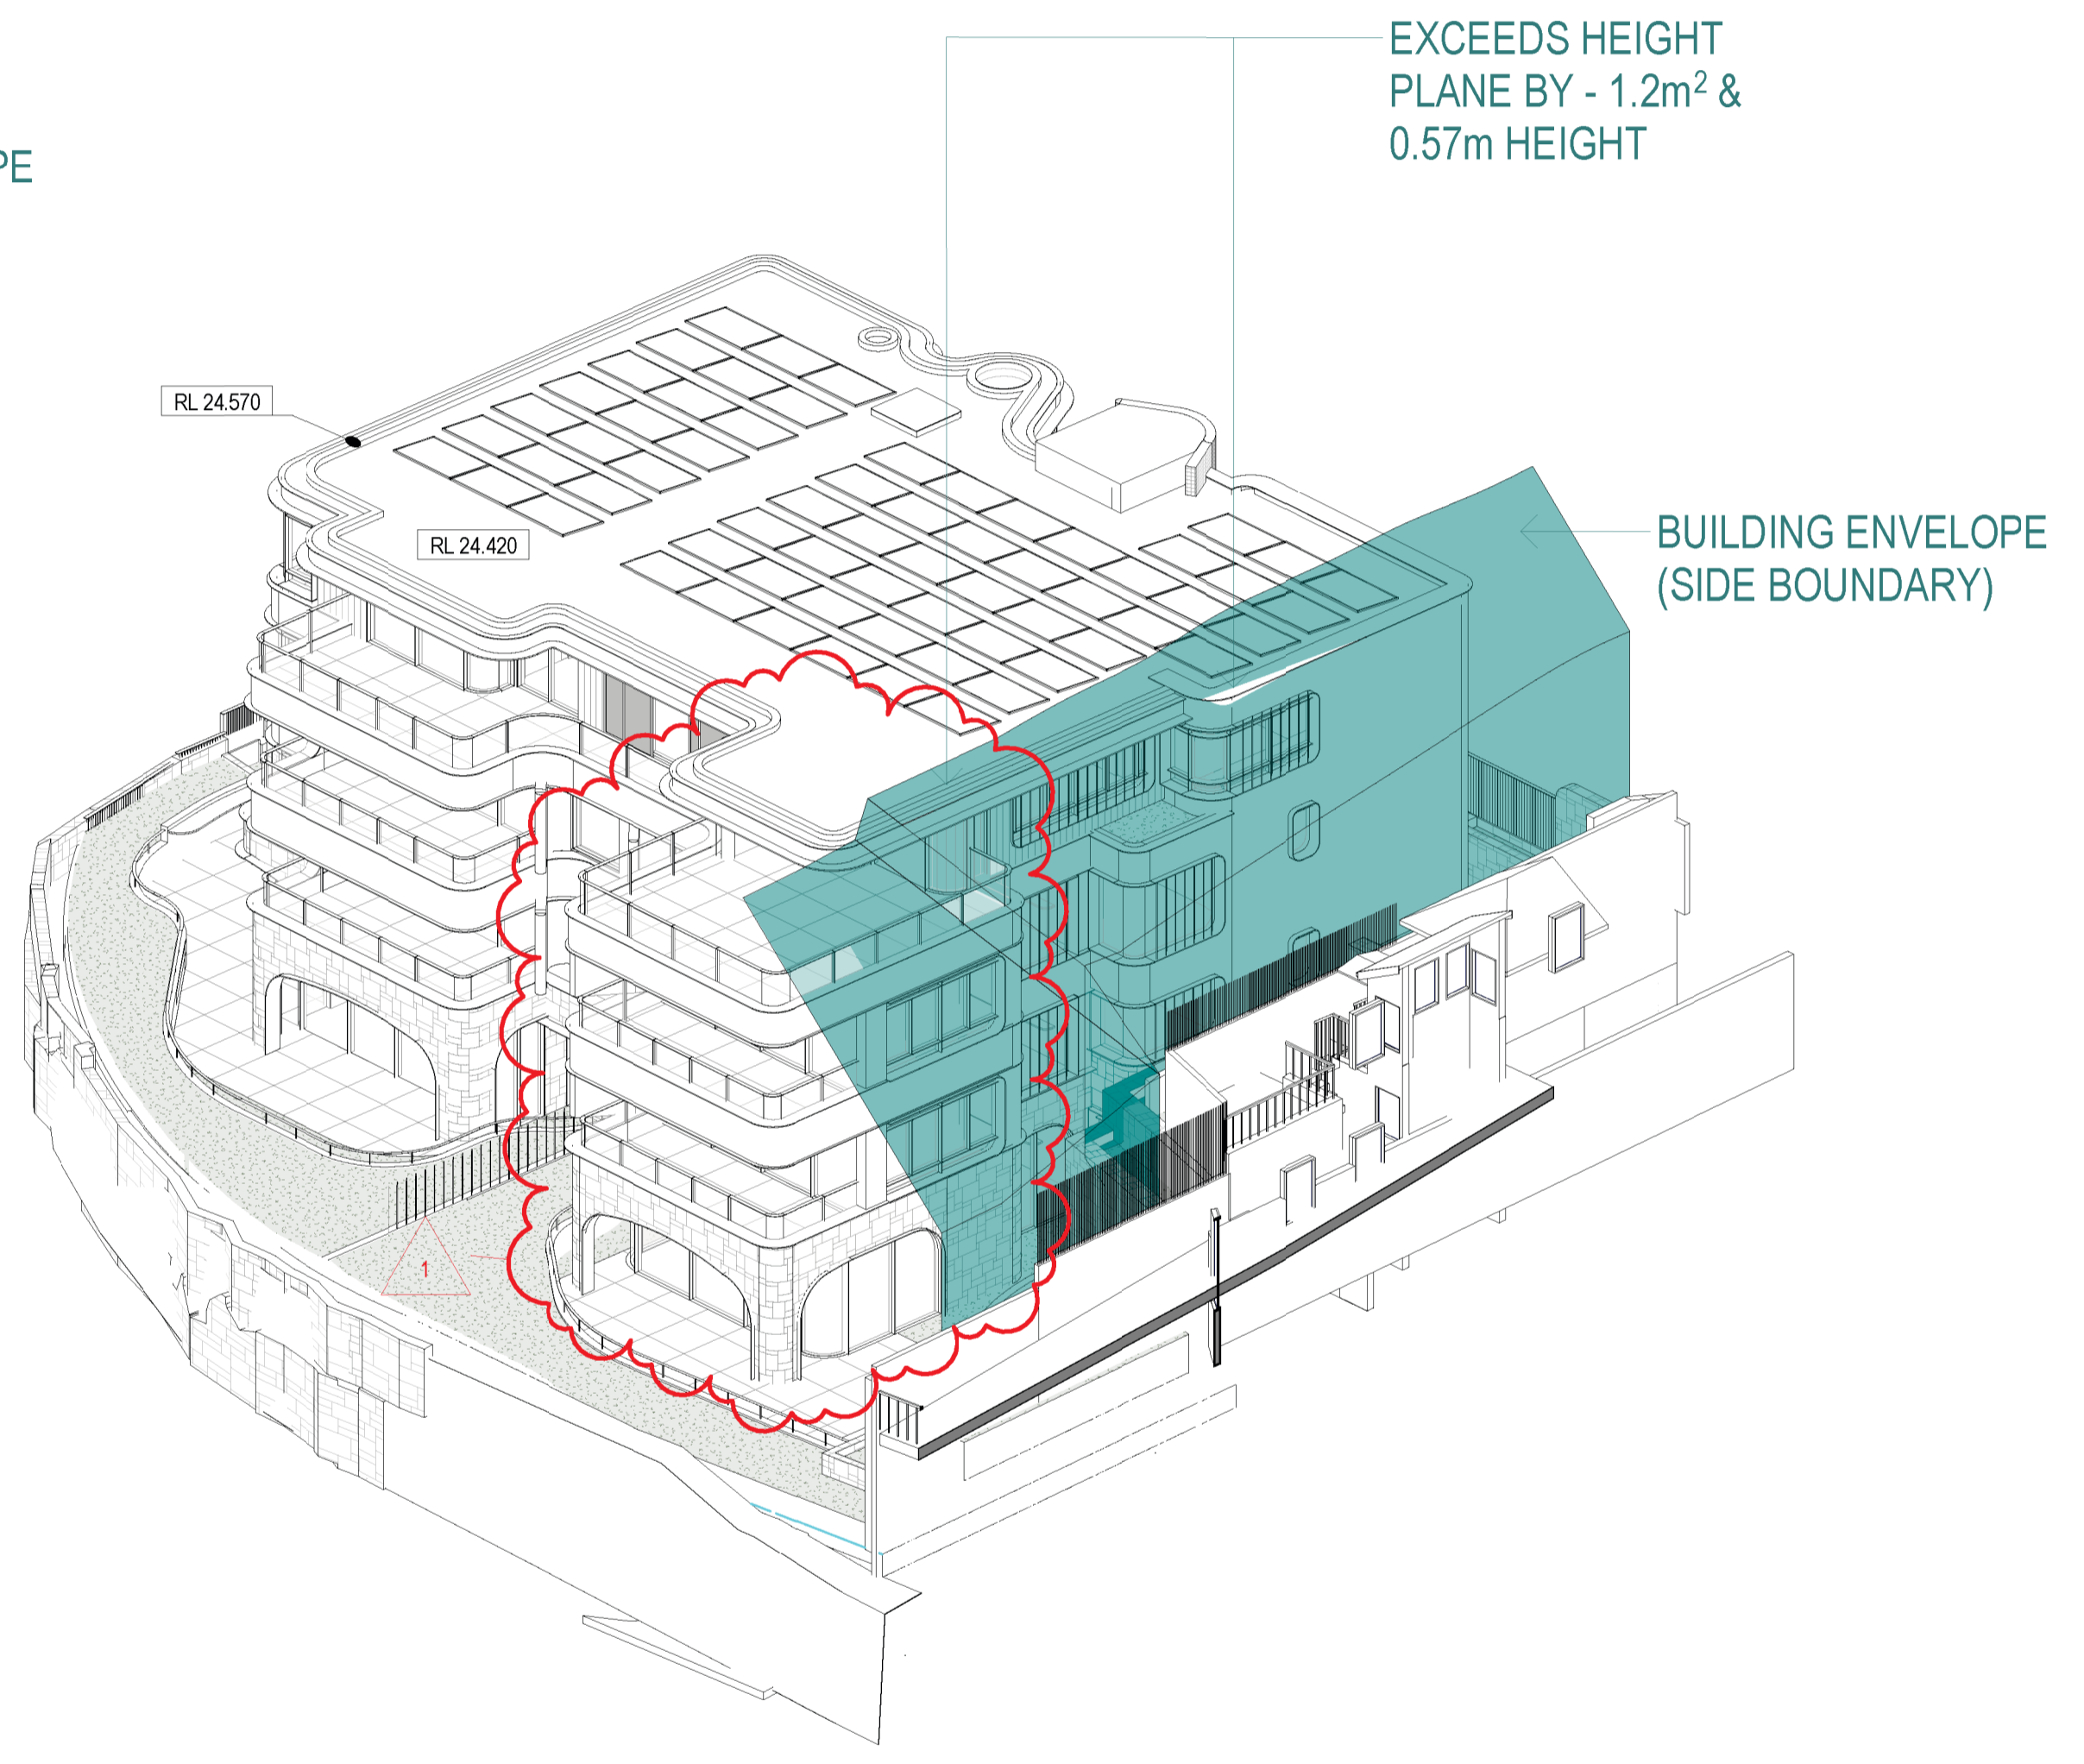 EXCEEDS HEIGHT
PLANE BY - 1.2m² &
0.57m HEIGHT
PE
RL 24.570
RL 24.420
BUILDING ENVELOPE
(SIDE BOUNDARY)
1